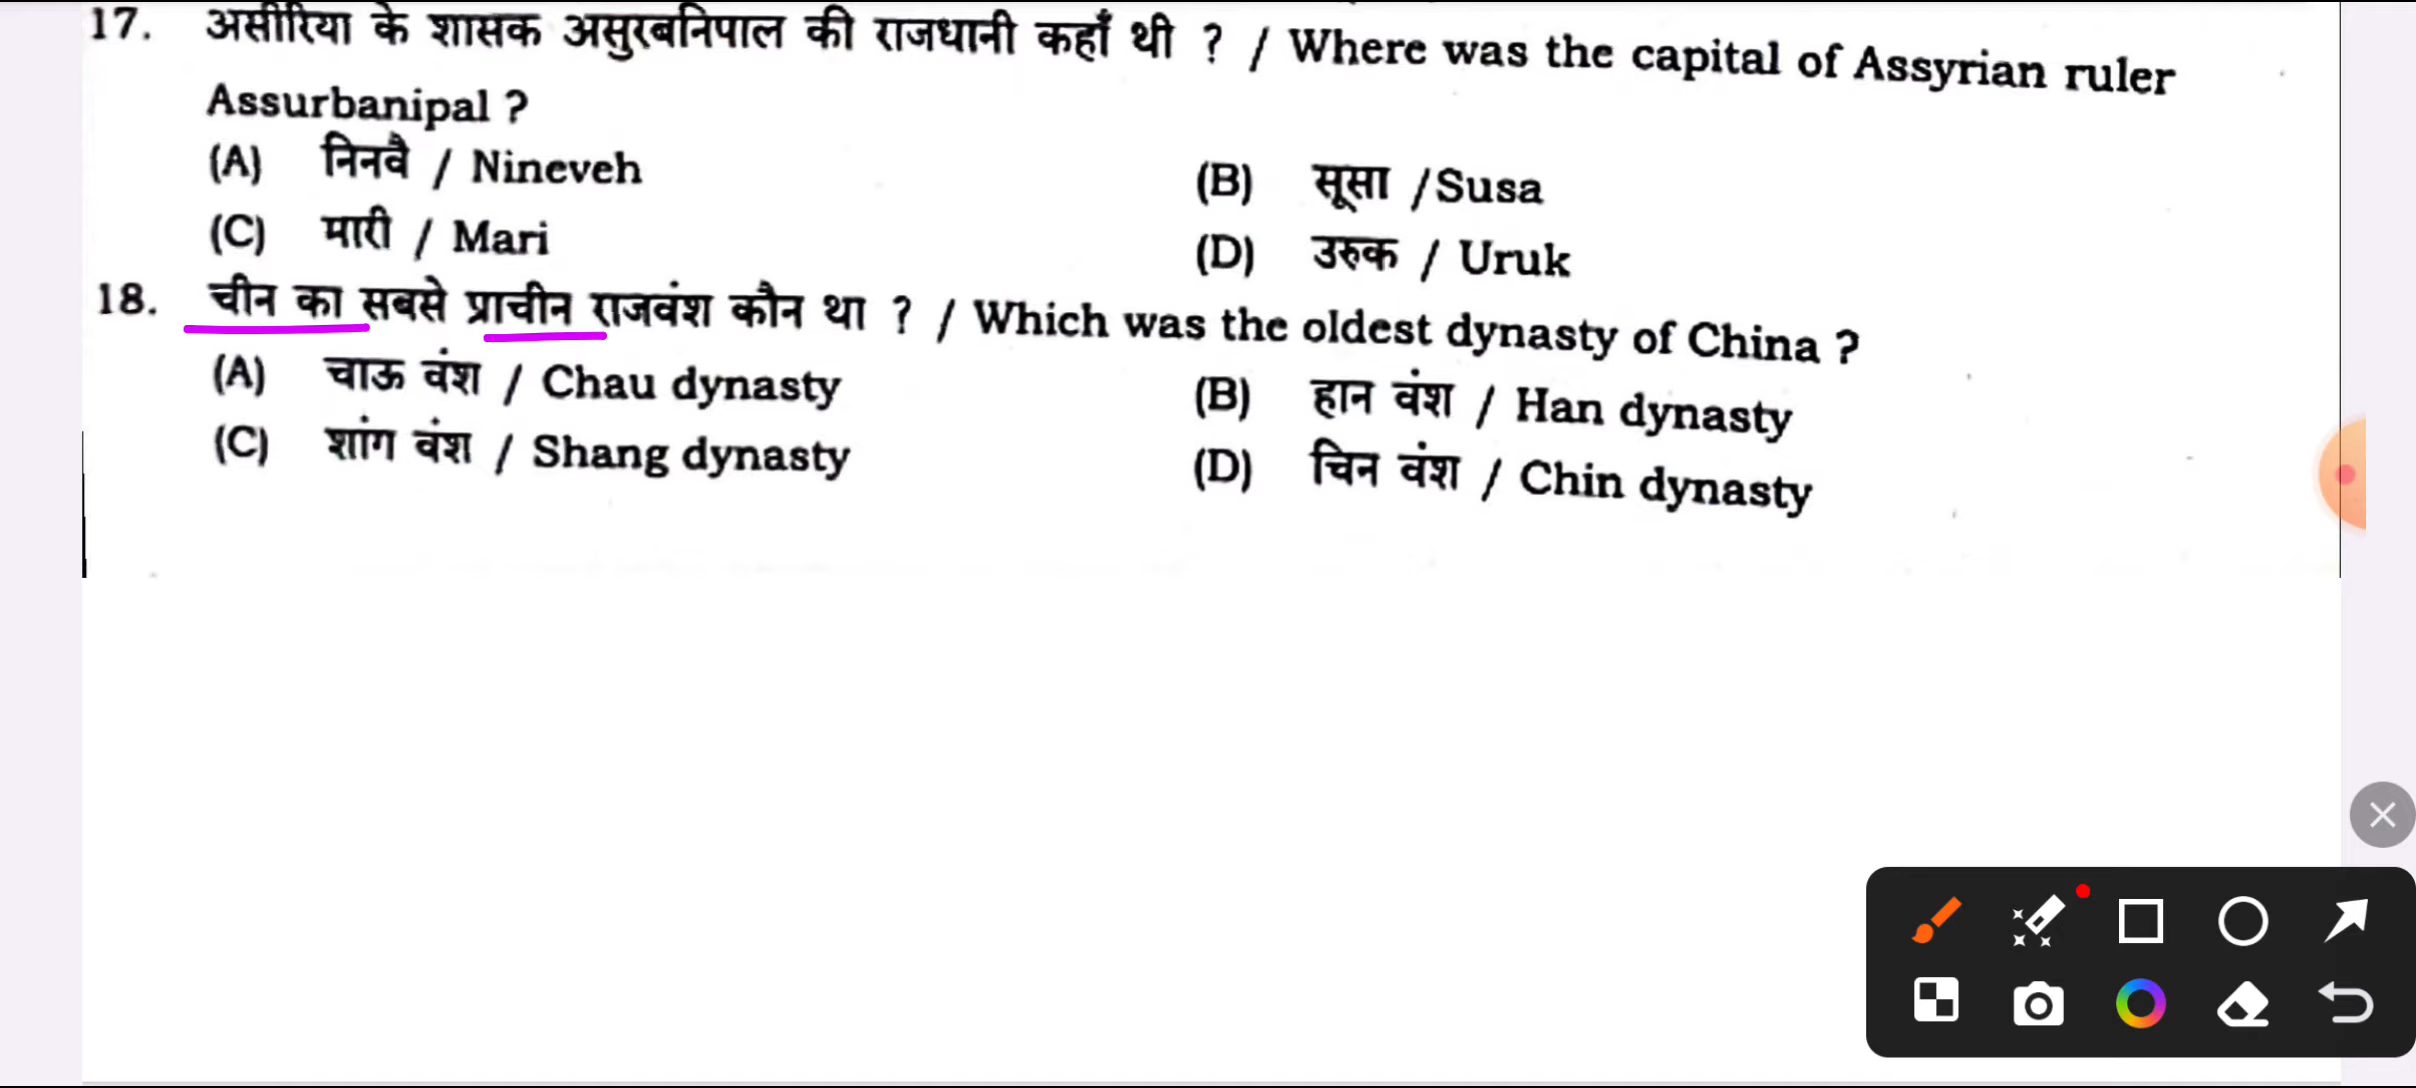 17. असीरिया के शासक असुरबनिपाल की राजधानी कहाँ थी ? / Where was the capital of Assyrian ruler
Assurbanipal ?
(A) निनवै / Nineveh (B) सूसा /Susa
(C) मारी / Mari (D) उरुक / Uruk
18. चीन का सबसे प्राचीन राजवंश कौन था ? / Which was the oldest dynasty of China ?
(A) चाऊ वंश / Chau dynasty (B) हान वंश / Han dynasty
(C) शांग वंश / Shang dynasty (D) चिन वंश / Chin dynasty